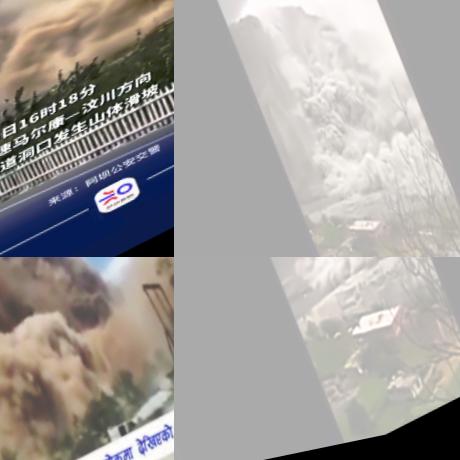 日16时18分
速马尔康—汶川方向
道洞口发生山体滑坡
来源：阿坝公安交警
देखिएको